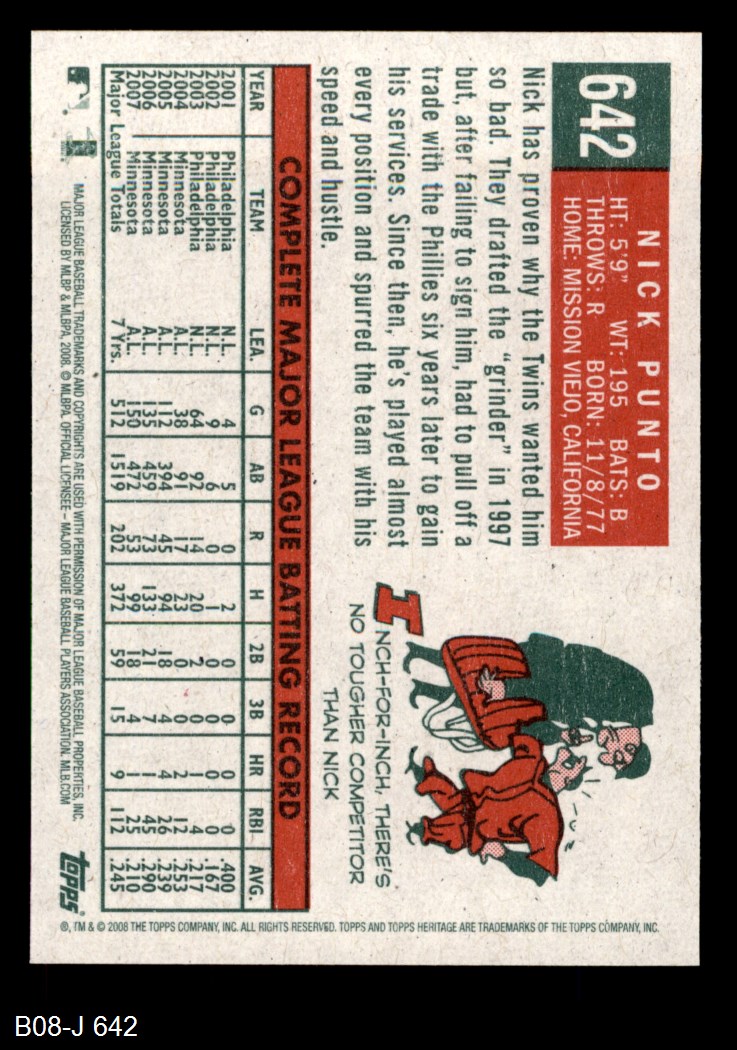 642
NICK PUNTO
HT: 5'9" WT: 195 BATS: B
THROWS: R BORN: 11/8/77
HOME: MISSION VIEJO, CALIFORNIA
Nick has proven why the Twins wanted him
so bad. They drafted the "grinder" in 1997
but, after failing to sign him, had to pull off a
trade with the Phillies six years later to gain
his services. Since then, he's played almost
every position and spurred the team with his
speed and hustle.
INCH-FOR-INCH, THERE'S
NO TOUGHER COMPETITOR
THAN NICK
COMPLETE MAJOR LEAGUE BATTING RECORD
YEAR TEAM LEA. G AB R H 2B 3B HR RBI AVG.
2001 Philadelphia N.L. 4 5 0 2 0 0 0 0 .400
2002 Philadelphia N.L. 9 6 0 1 0 0 0 0 .167
2003 Philadelphia N.L. 64 92 14 20 2 0 1 4 .217
2004 Minnesota A.L. 38 91 17 23 0 0 2 12 .253
2005 Minnesota A.L. 112 394 45 94 18 4 4 26 .239
2006 Minnesota A.L. 135 459 73 133 21 7 1 45 .290
2007 Minnesota A.L. 150 472 53 99 18 4 1 25 .210
Major League Totals 7 Yrs. 512 1519 202 372 59 15 9 112 .245
MAJOR LEAGUE BASEBALL TRADEMARKS AND COPYRIGHTS ARE USED WITH PERMISSION OF MAJOR LEAGUE BASEBALL PROPERTIES, INC.
LICENSED BY MLBP & MLBPA, 2008. © MLBPA, OFFICIAL LICENSEE– MAJOR LEAGUE BASEBALL PLAYERS ASSOCIATION. MLB.COM
topps
®, TM & © 2008 THE TOPPS COMPANY, INC. ALL RIGHTS RESERVED. TOPPS AND TOPPS HERITAGE ARE TRADEMARKS OF THE TOPPS COMPANY, INC.
B08-J 642